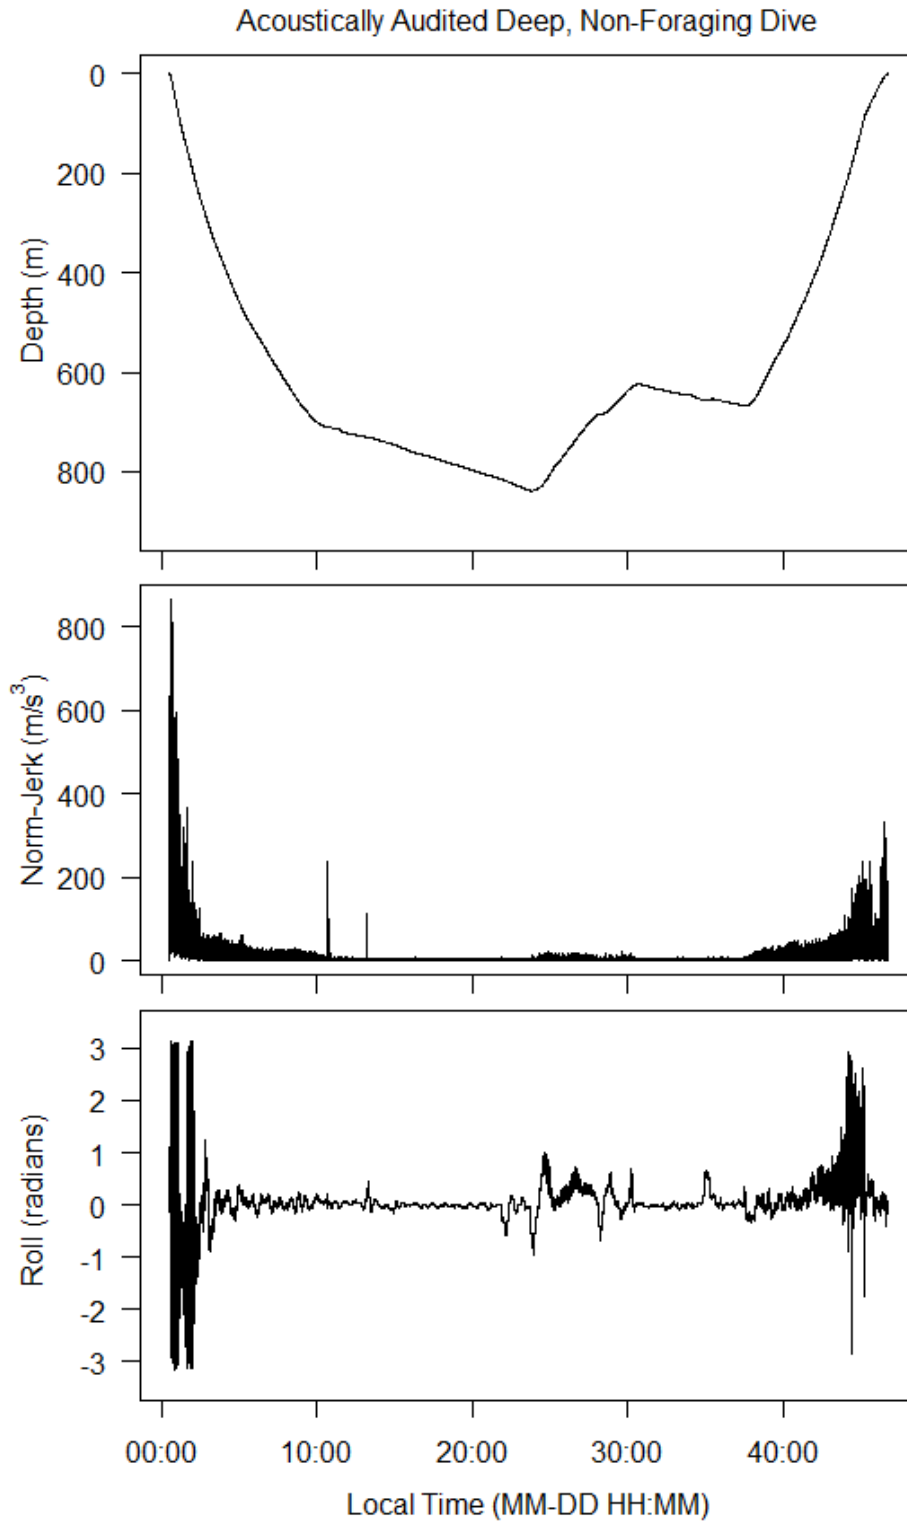 Acoustically Audited Deep, Non-Foraging Dive
0
200
400
600
800
Depth (m)
800
600
400
200
0
Norm-Jerk (m/s³)
3
2
1
0
-1
-2
-3
Roll (radians)
00:00 10:00 20:00 30:00 40:00
Local Time (MM-DD HH:MM)